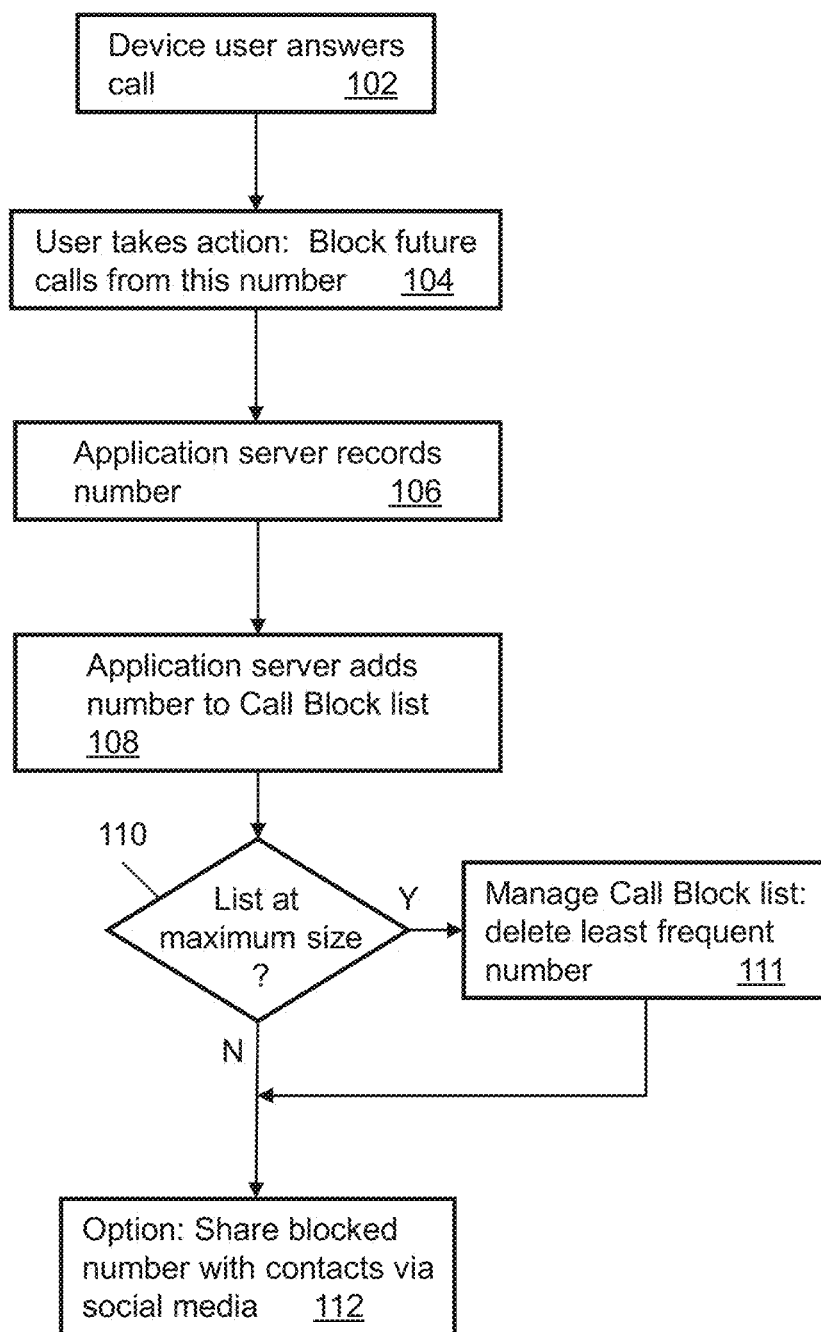 Device user answers
call 102
User takes action: Block future
calls from this number 104
Application server records
number 106
Application server adds
number to Call Block list
108
110
List at
maximum size
?
Y
Manage Call Block list:
delete least frequent
number 111
N
Option: Share blocked
number with contacts via
social media 112